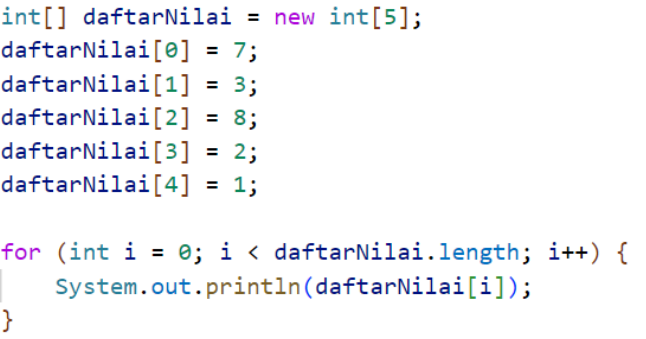 int[] daftarNilai = new int[5];
daftarNilai[0] = 7;
daftarNilai[1] = 3;
daftarNilai[2] = 8;
daftarNilai[3] = 2;
daftarNilai[4] = 1;
for (int i = 0; i < daftarNilai.length; i++) {
    System.out.println(daftarNilai[i]);
}